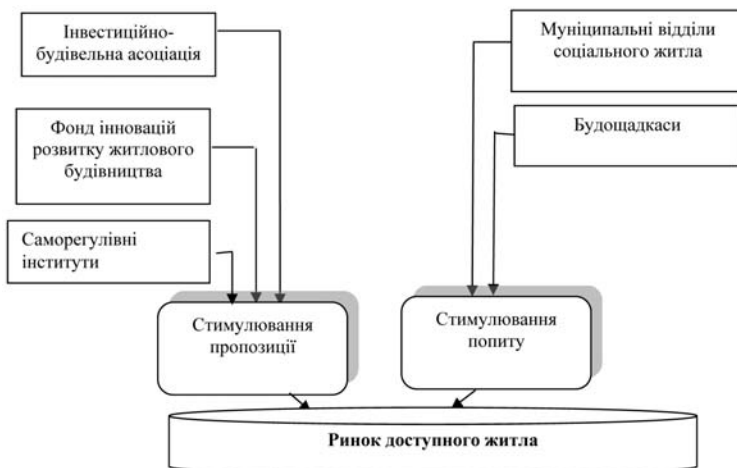 Інвестиційно-
будівельна асоціація
Фонд інновацій
розвитку житлового
будівництва
Саморегулівні
інститути
Муніципальні відділи
соціального житла
Будощадкаси
Стимулювання
пропозиції
Стимулювання
попиту
Ринок доступного житла